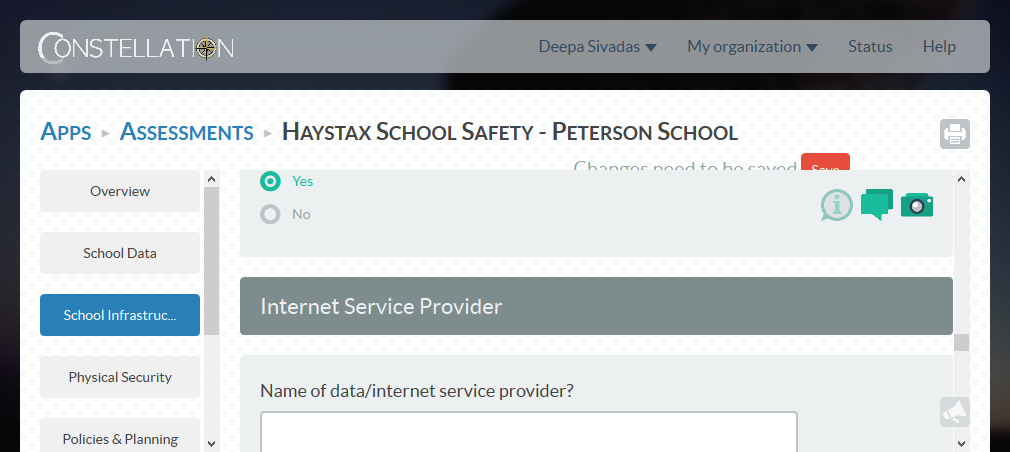 CONSTELLATION
Deepa Sivadas My organization Status Help
APPS ASSESSMENTS HAYSTAX SCHOOL SAFETY - PETERSON SCHOOL
Changes need to be saved Save
Overview
School Data
School Infrastruc...
Physical Security
Policies & Planning
Yes
No
Internet Service Provider
Name of data/internet service provider?